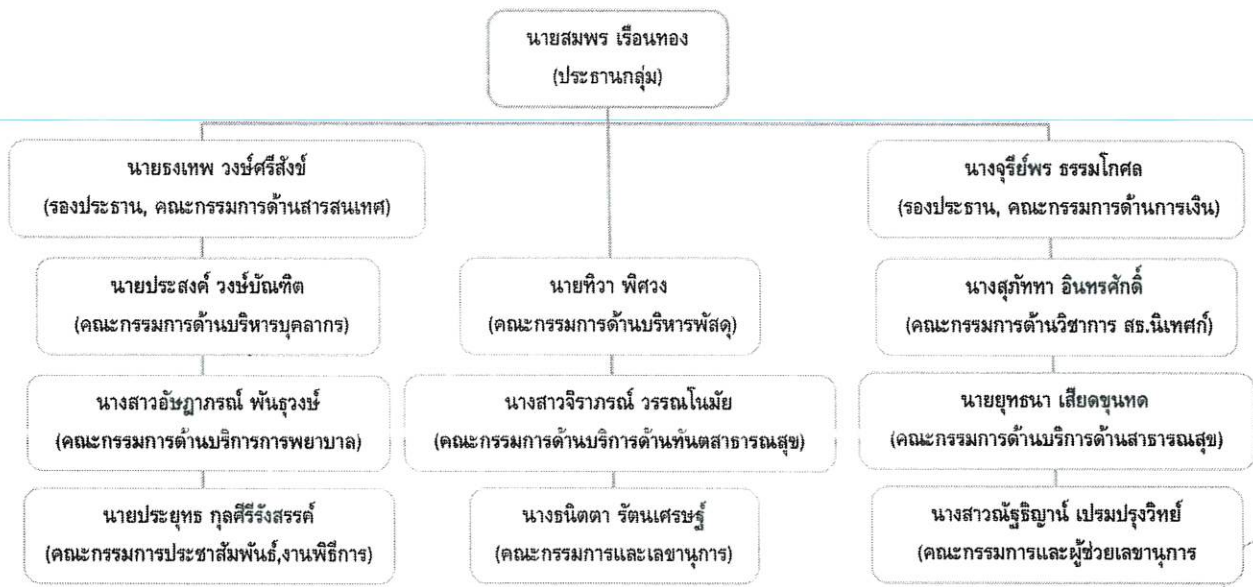 นายสมพร เรือนทอง
(ประธานกลุ่ม)
นายธงเทพ วงษ์ศรีสังข์
(รองประธาน, คณะกรรมการด้านสารสนเทศ)
นางจุรีย์พร ธรรมโกศล
(รองประธาน, คณะกรรมการด้านการเงิน)
นายประสงค์ วงษ์บัณฑิต
(คณะกรรมการด้านบริหารบุคลากร)
นายทิวา พิศวง
(คณะกรรมการด้านบริหารพัสดุ)
นางสุภัททา อินทรศักดิ์
(คณะกรรมการด้านวิชาการ สธ.นิเทศก์)
นางสาวอัษฎาภรณ์ พันธุวงษ์
(คณะกรรมการด้านบริการการพยาบาล)
นางสาวจิราภรณ์ วรรณโนมัย
(คณะกรรมการด้านบริการด้านทันตสาธารณสุข)
นายยุทธนา เสียดขุนทด
(คณะกรรมการด้านบริการด้านสาธารณสุข)
นายประยุทธ กุลศิรีรังสรรค์
(คณะกรรมการประชาสัมพันธ์,งานพิธีการ)
นางธนิตตา รัตนเศรษฐ์
(คณะกรรมการและเลขานุการ)
นางสาวณัฐธิญาน์ เปรมปรุงวิทย์
(คณะกรรมการและผู้ช่วยเลขานุการ